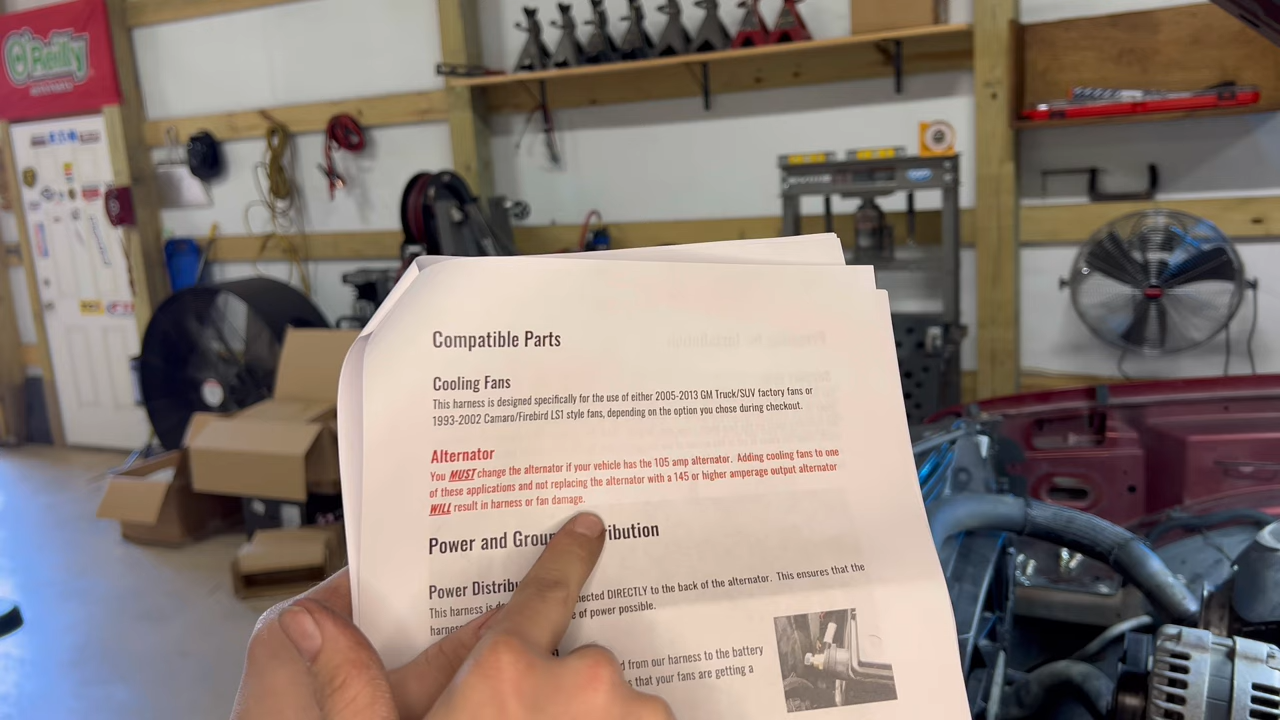 O'Reilly
Compatible Parts
Cooling Fans
This harness is designed specifically for the use of either 2005-2013 GM Truck/SUV factory fans or
1993-2002 Camaro/Firebird LS1 style fans, depending on the option you chose during checkout.
Alternator
You MUST change the alternator if your vehicle has the 105 amp alternator. Adding cooling fans to one
of these applications and not replacing the alternator with a 145 or higher amperage output alternator
WILL result in harness or fan damage.
Power and Groun ribution
Power Distribu
This harness is de nected DIRECTLY to the back of the alternator. This ensures that the
harnes e of power possible.
d from our harness to the battery
s that your fans are getting a